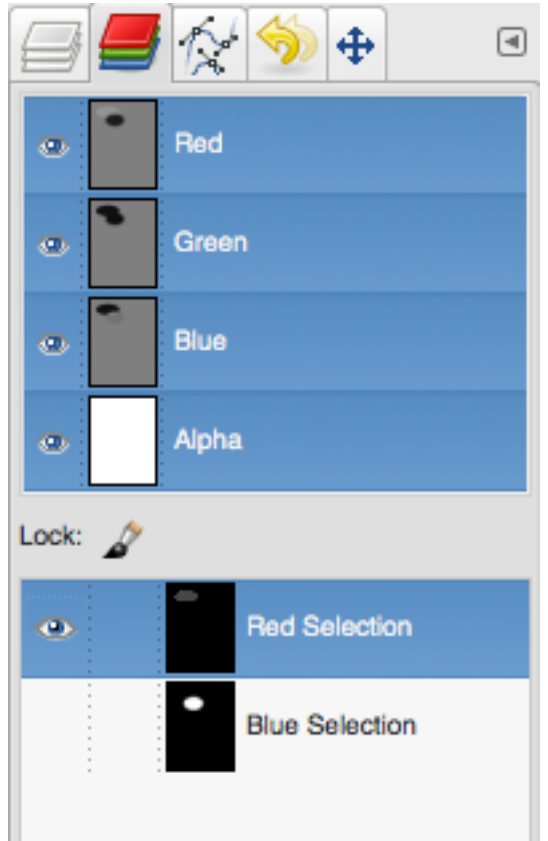 Red
Green
Blue
Alpha
Lock:
Red Selection
Blue Selection